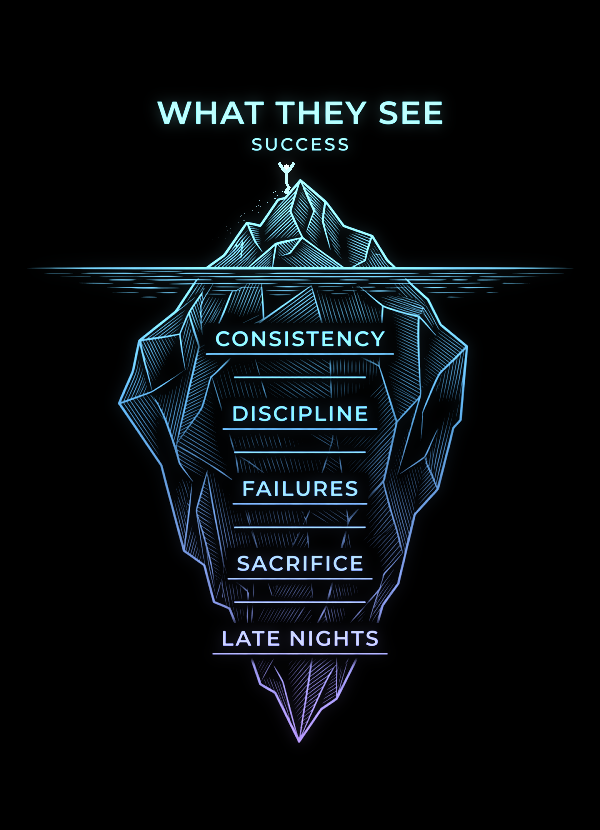 WHAT THEY SEE
SUCCESS
CONSISTENCY
DISCIPLINE
FAILURES
SACRIFICE
LATE NIGHTS